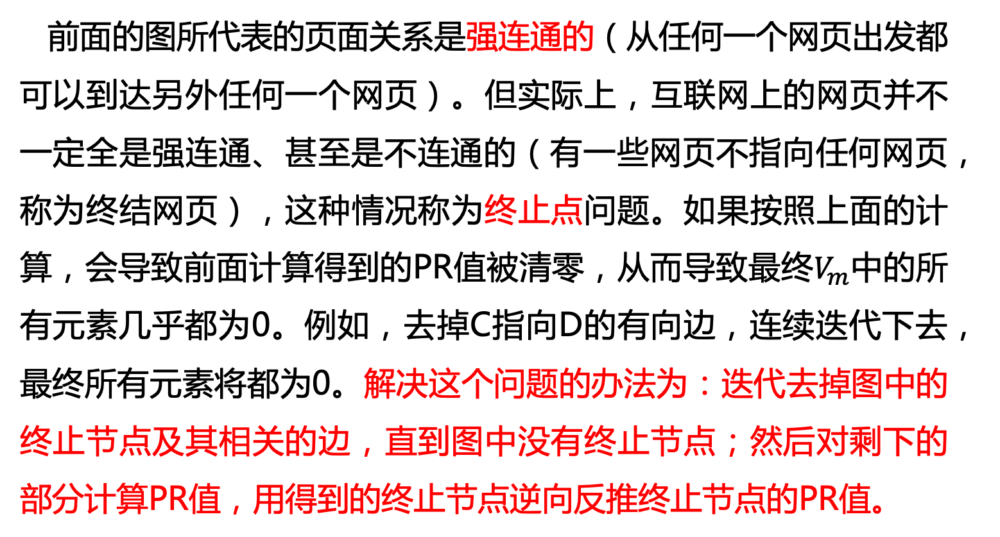 前面的图所代表的页面关系是强连通的（从任何一个网页出发都
可以到达另外任何一个网页）。但实际上，互联网上的网页并不
一定全是强连通、甚至是不连通的（有一些网页不指向任何网页，
称为终结网页），这种情况称为终止点问题。如果按照上面的计
算，会导致前面计算得到的PR值被清零，从而导致最终Vm中的所
有元素几乎都为0。例如，去掉C指向D的有向边，连续迭代下去，
最终所有元素将都为0。解决这个问题的办法为：迭代去掉图中的
终止节点及其相关的边，直到图中没有终止节点；然后对剩下的
部分计算PR值，用得到的终止节点逆向反推终止节点的PR值。